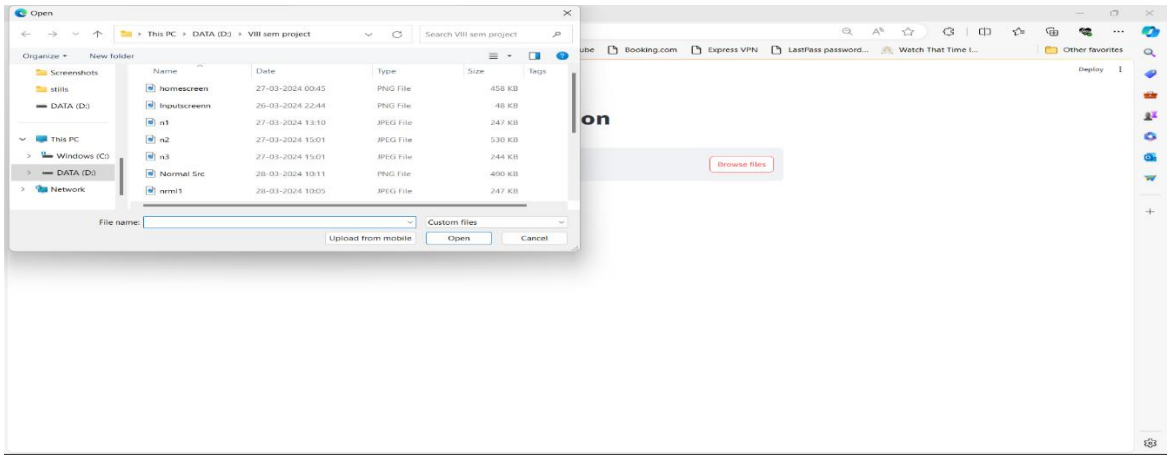 Open
This PC > DATA (D:) > VIII sem project
Search VIII sem project
Organize
New folder
Screenshots
stills
DATA (D:)
This PC
Windows (C:)
DATA (D:)
Network
Name Date Type Size Tags
homescreen 27-03-2024 00:45 PNG File 458 KB
Inputscreenn 26-03-2024 22:44 PNG File 48 KB
n1 27-03-2024 13:10 JPEG File 247 KB
n2 27-03-2024 15:01 JPEG File 530 KB
n3 27-03-2024 15:01 JPEG File 244 KB
Normal Src 28-03-2024 10:11 PNG File 490 KB
nrml1 28-03-2024 10:05 JPEG File 247 KB
File name:
Custom files
Upload from mobile Open Cancel
ube Booking.com Express VPN LastPass password... Watch That Time I... Other favorites
Deploy
on
Browse files